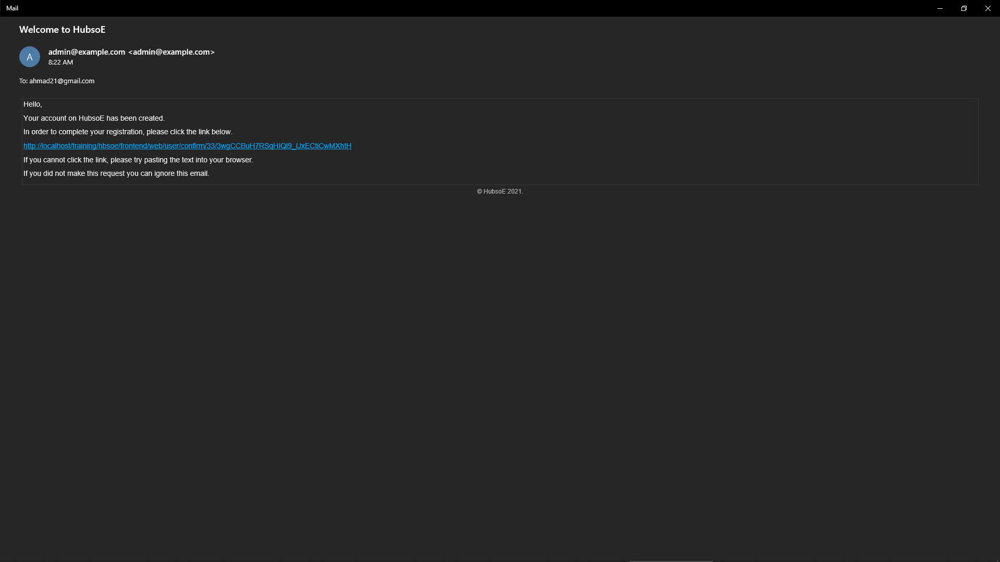 Mail
Welcome to HubsoE
A
admin@example.com <admin@example.com>
8:22 AM
To: ahmad21@gmail.com
Hello,
Your account on HubsoE has been created.
In order to complete your registration, please click the link below.
http://localhost/training/hbsoe/frontend/web/user/confirm/33/3wgCCBuH7RSqHIQl9_lJxECtiCwMXhtH
If you cannot click the link, please try pasting the text into your browser.
If you did not make this request you can ignore this email.
© HubsoE 2021.